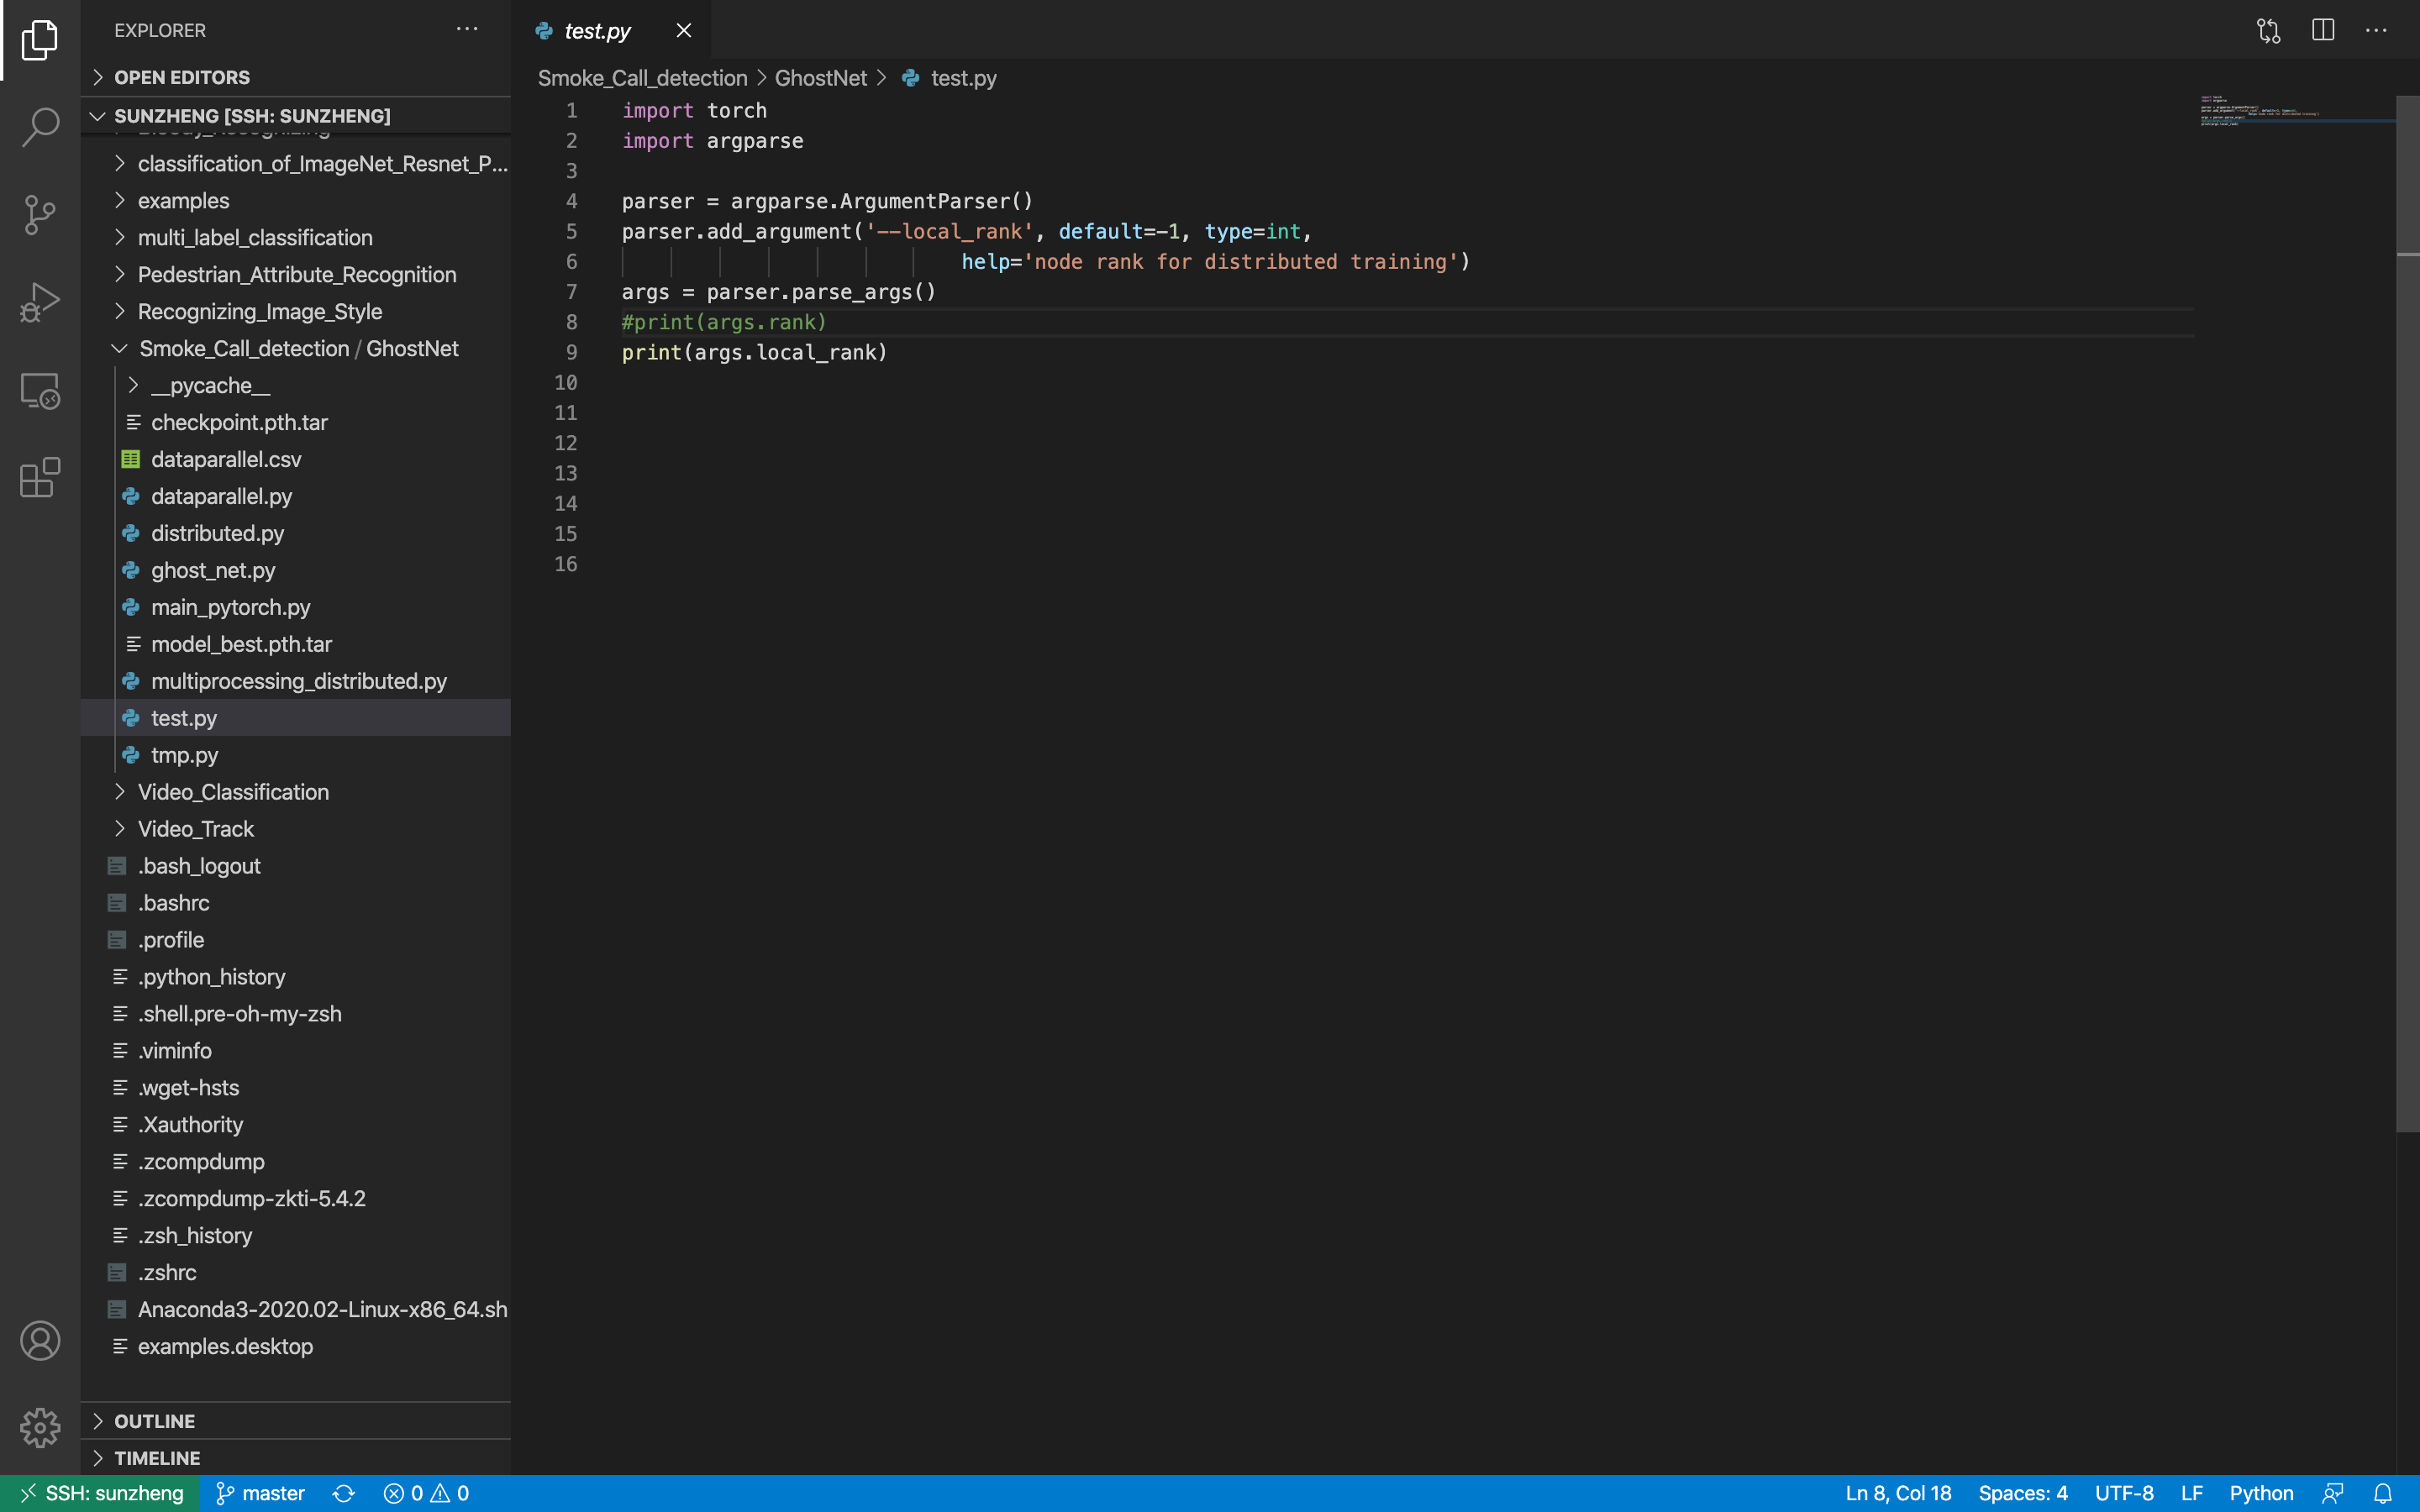 EXPLORER
OPEN EDITORS
SUNZHENG [SSH: SUNZHENG]
classification_of_ImageNet_Resnet_P...
examples
multi_label_classification
Pedestrian_Attribute_Recognition
Recognizing_Image_Style
Smoke_Call_detection / GhostNet
__pycache__
checkpoint.pth.tar
dataparallel.csv
dataparallel.py
distributed.py
ghost_net.py
main_pytorch.py
model_best.pth.tar
multiprocessing_distributed.py
test.py
tmp.py
Video_Classification
Video_Track
.bash_logout
.bashrc
.profile
.python_history
.shell.pre-oh-my-zsh
.viminfo
.wget-hsts
.Xauthority
.zcompdump
.zcompdump-zkti-5.4.2
.zsh_history
.zshrc
Anaconda3-2020.02-Linux-x86_64.sh
examples.desktop
OUTLINE
TIMELINE
test.py
Smoke_Call_detection > GhostNet > test.py
1 import torch
2 import argparse
3
4 parser = argparse.ArgumentParser()
5 parser.add_argument('--local_rank', default=-1, type=int,
6 help='node rank for distributed training')
7 args = parser.parse_args()
8 #print(args.rank)
9 print(args.local_rank)
10
11
12
13
14
15
16
SSH: sunzheng master 0 0 Ln 8, Col 18 Spaces: 4 UTF-8 LF Python